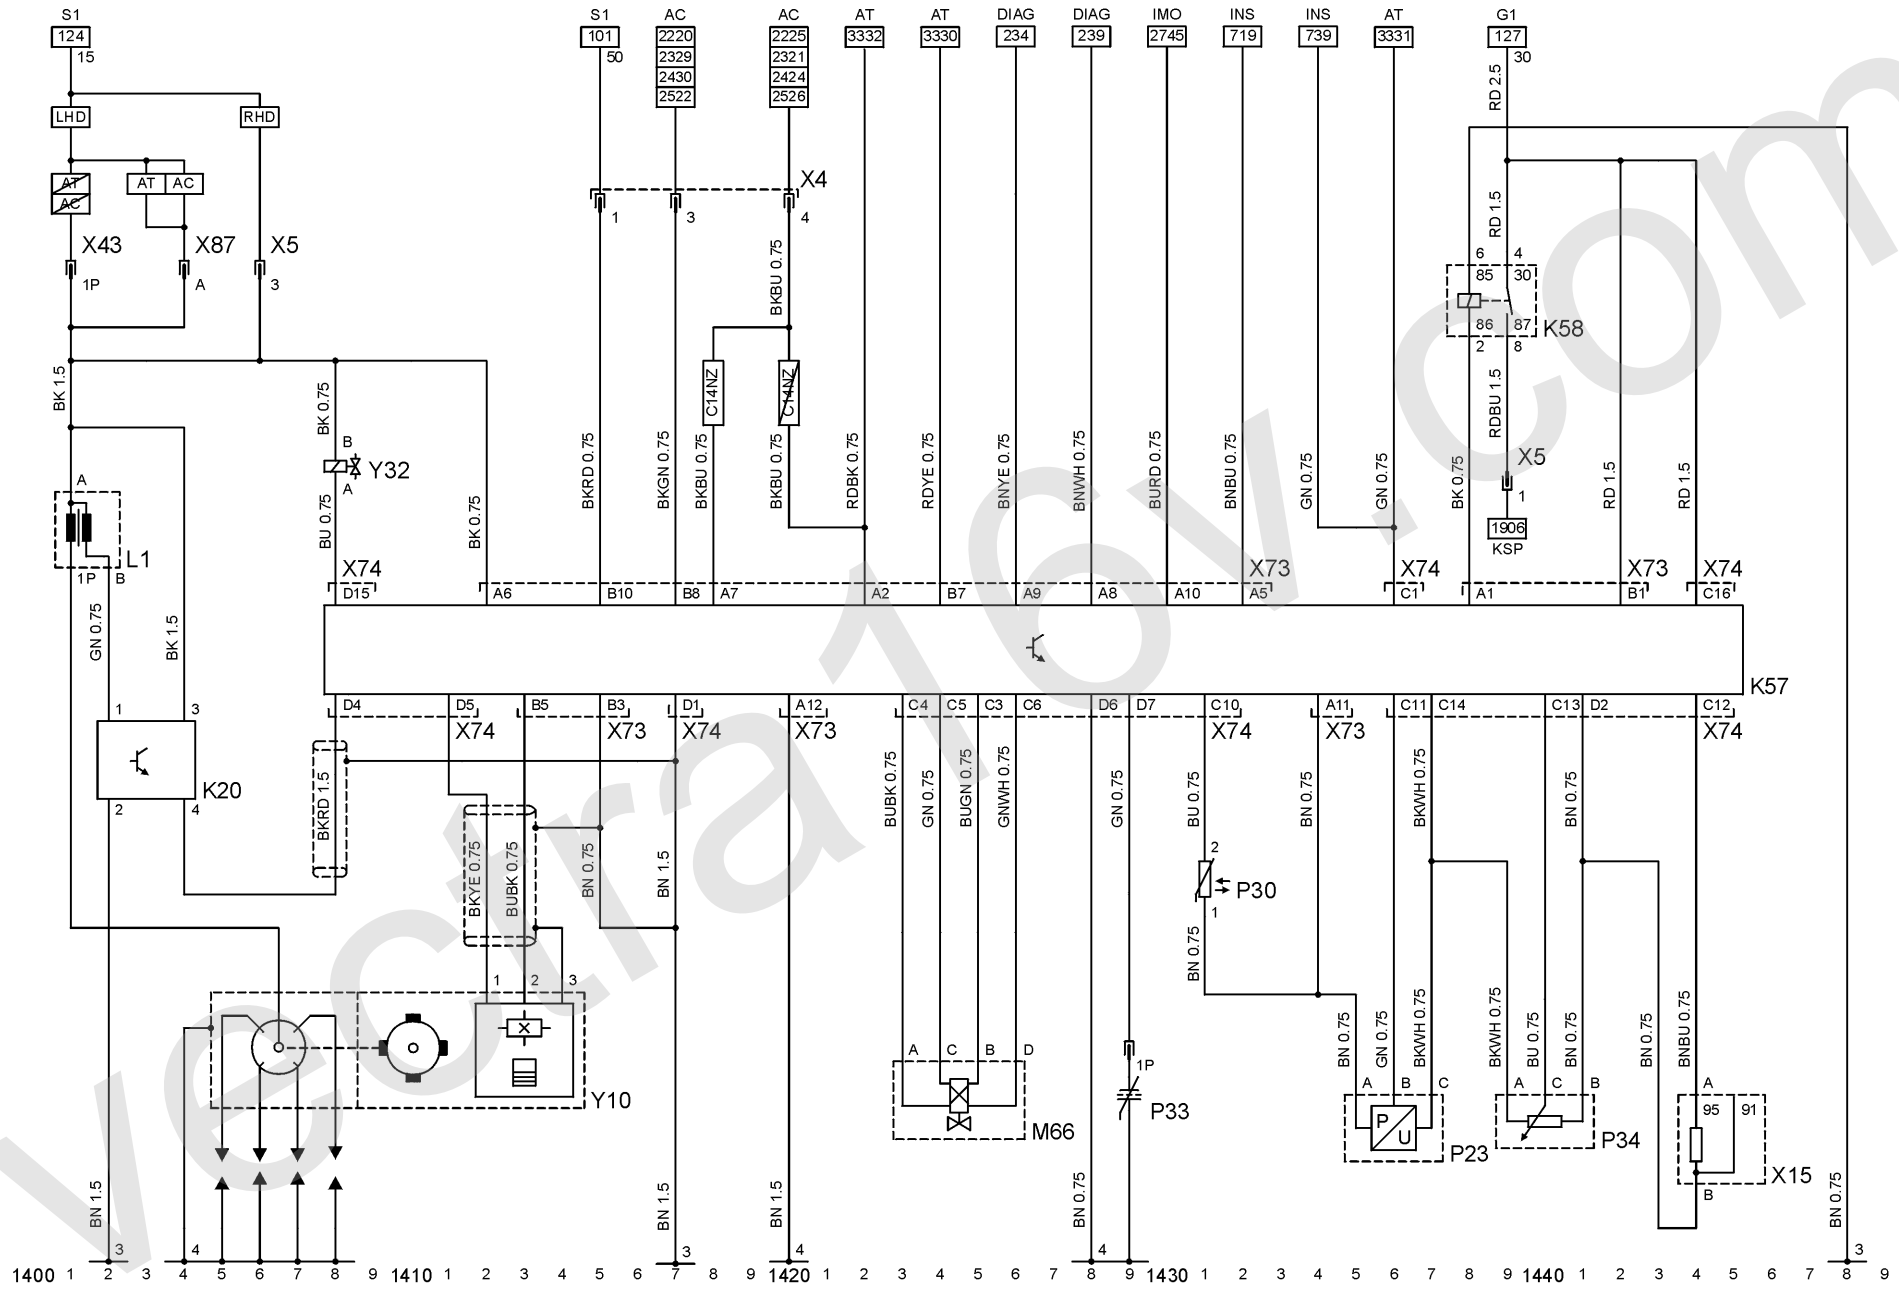 S1 S1 AC AC AT AT DIAG DIAG IMO INS INS AT G1
124 101 2220 2225 3332 3330 234 239 2745 719 739 3331 127
15 50 2329 2321 30
2430 2424
2522 2526
RD 2.5
LHD RHD
AT AT AC
AC
X4
1 3 4
RD 1.5
X43 X87 X5
1P A 3
BKBU 0.75
6 4
85 30
86 87 K58
2 8
BK 1.5 BK 0.75 C14NZ C14NZ RDBU 1.5
B
Y32
A
X5
1
BKRD 0.75 BKGN 0.75 BKBU 0.75 BKBU 0.75 RDBK 0.75 RDYE 0.75 BNYE 0.75 BNWH 0.75 BURD 0.75 BNBU 0.75 GN 0.75 GN 0.75 BK 0.75 RD 1.5 RD 1.5
A
BU 0.75 BK 0.75
1906
KSP
L1
1P B
X74 X73 X74 X73 X74
D15 A6 B10 B8 A7 A2 B7 A9 A8 A10 A5 C1 A1 B1 C16
GN 0.75 BK 1.5
K57
1 3
D4 D5 B5 B3 D1 A12 C4 C5 C3 C6 D6 D7 C10 A11 C11 C14 C13 D2 C12
X74 X73 X74 X73 X74 X73 X74
K20
2 4
BKRD 1.5
BUBK 0.75 GN 0.75 BUGN 0.75 GNWH 0.75 GN 0.75 BU 0.75 BN 0.75 BKWH 0.75 BN 0.75
BKYE 0.75 BUBK 0.75 BN 0.75 BN 1.5
2
P30
1
BN 0.75
1 2 3
BN 0.75 GN 0.75 BKWH 0.75 BKWH 0.75 BU 0.75 BN 0.75 BN 0.75 BNBU 0.75
A C B D
1P
A B C A C B A
Y10
P33
M66
P
U
P23
P34
95 91
X15
B
BN 1.5 BN 1.5 BN 1.5 BN 0.75 BN 0.75
3 4 3 4 4 3
1400 1 2 3 4 5 6 7 8 9 1410 1 2 3 4 5 6 7 8 9 1420 1 2 3 4 5 6 7 8 9 1430 1 2 3 4 5 6 7 8 9 1440 1 2 3 4 5 6 7 8 9
vectra16v.com